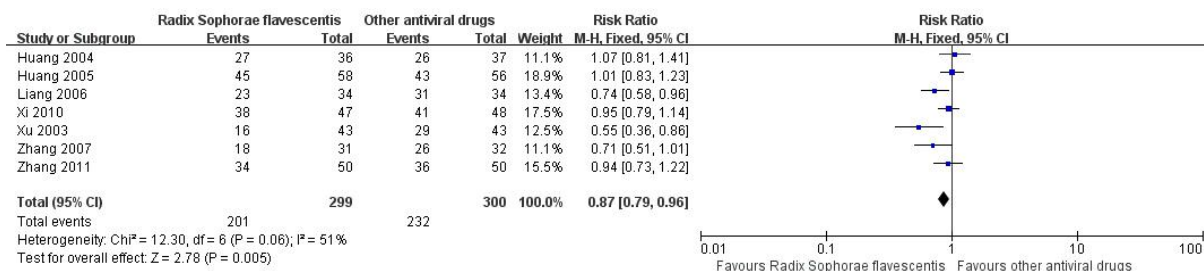 Radix Sophorae flavescentis Other antiviral drugs Risk Ratio Risk Ratio
Study or Subgroup Events Total Events Total Weight M-H, Fixed, 95% CI M-H, Fixed, 95% CI
Huang 2004 27 36 26 37 11.1% 1.07 [0.81, 1.41]
Huang 2005 45 58 43 56 18.9% 1.01 [0.83, 1.23]
Liang 2006 23 34 31 34 13.4% 0.74 [0.58, 0.96]
Xi 2010 38 47 41 48 17.5% 0.95 [0.79, 1.14]
Xu 2003 16 43 29 43 12.5% 0.55 [0.36, 0.86]
Zhang 2007 18 31 26 32 11.1% 0.71 [0.51, 1.01]
Zhang 2011 34 50 36 50 15.5% 0.94 [0.73, 1.22]
Total (95% CI) 299 300 100.0% 0.87 [0.79, 0.96]
Total events 201 232
Heterogeneity: Chi² = 12.30, df = 6 (P = 0.06); I² = 51%
Test for overall effect: Z = 2.78 (P = 0.005)
0.01 0.1 1 10 100
Favours Radix Sophorae flavescentis Favours other antiviral drugs